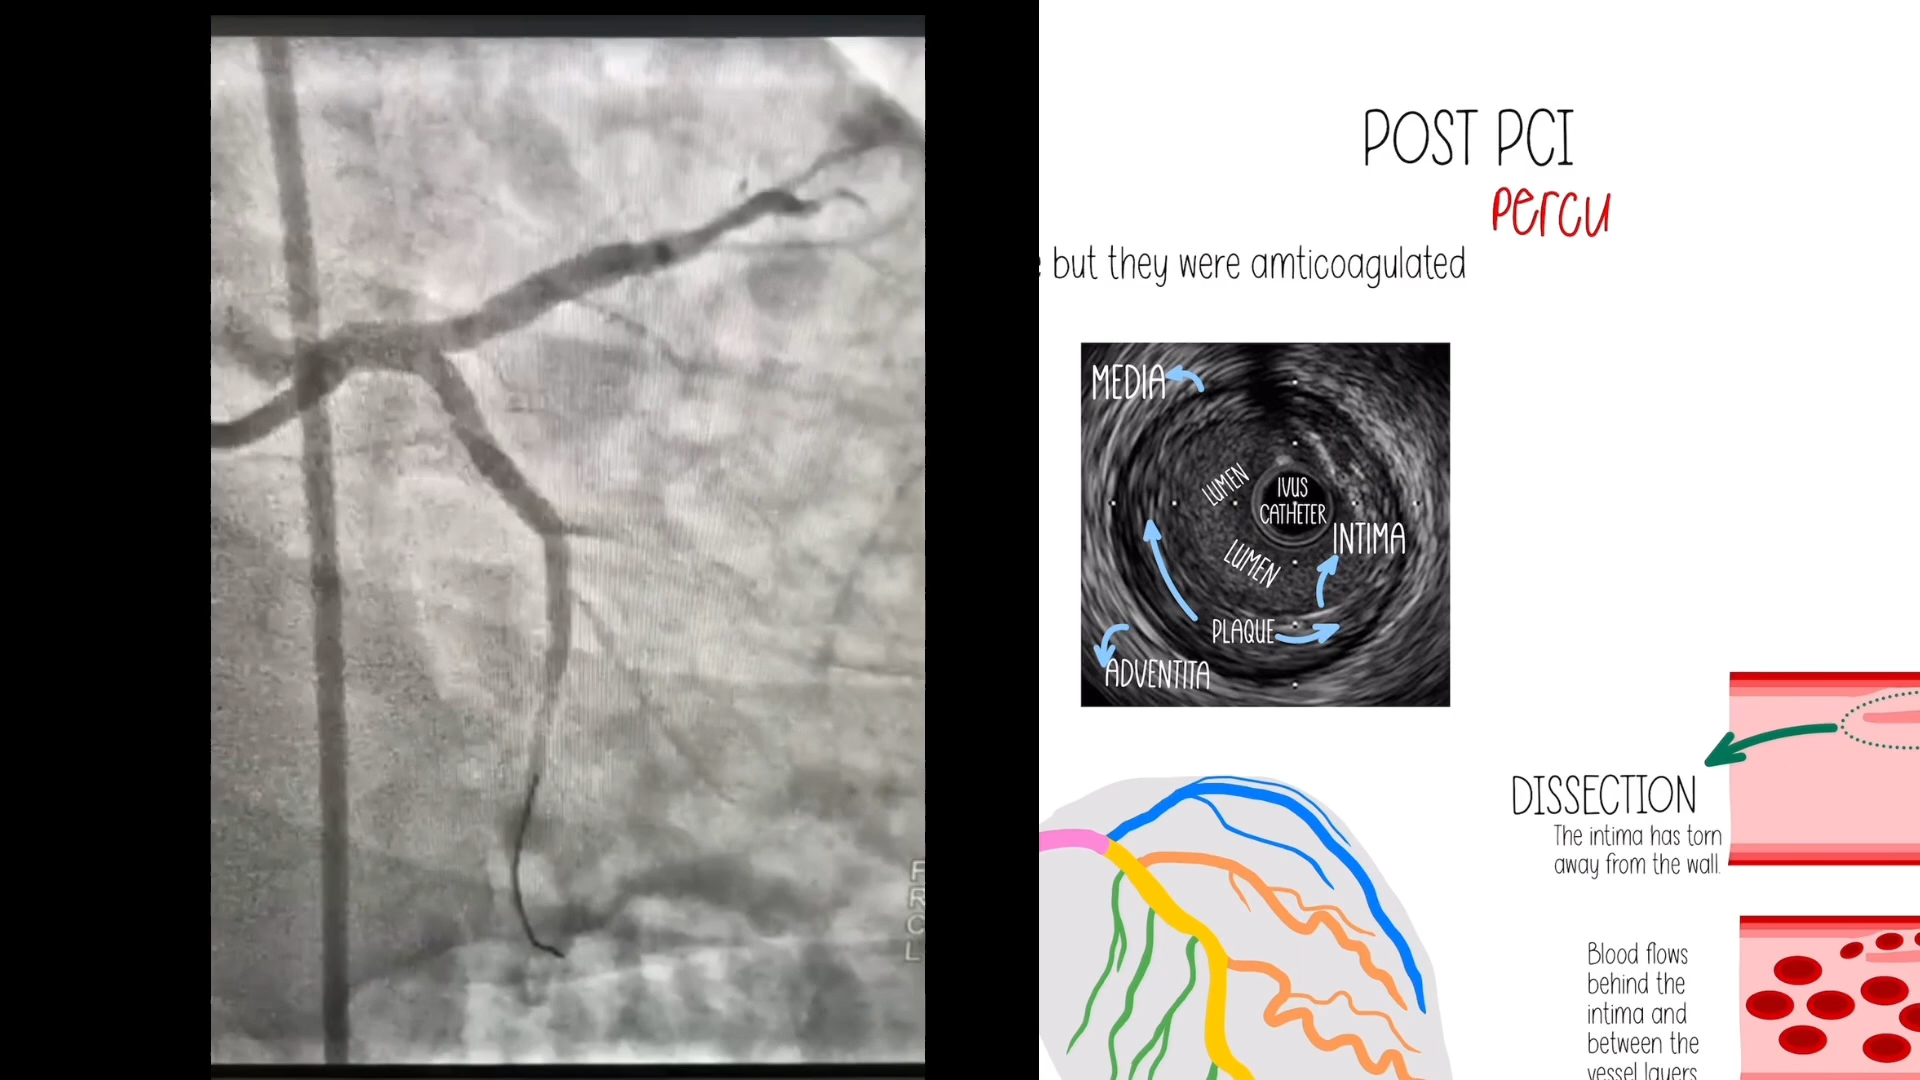 POST PCI
percu
but they were amticoagulated
MEDIA
LUMEN
IVUS
CATHETER
INTIMA
LUMEN
PLAQUE
ADVENTITA
DISSECTION
The intima has torn
away from the wall.
Blood flows
behind the
intima and
between the
vessel layers
F
R
C
L